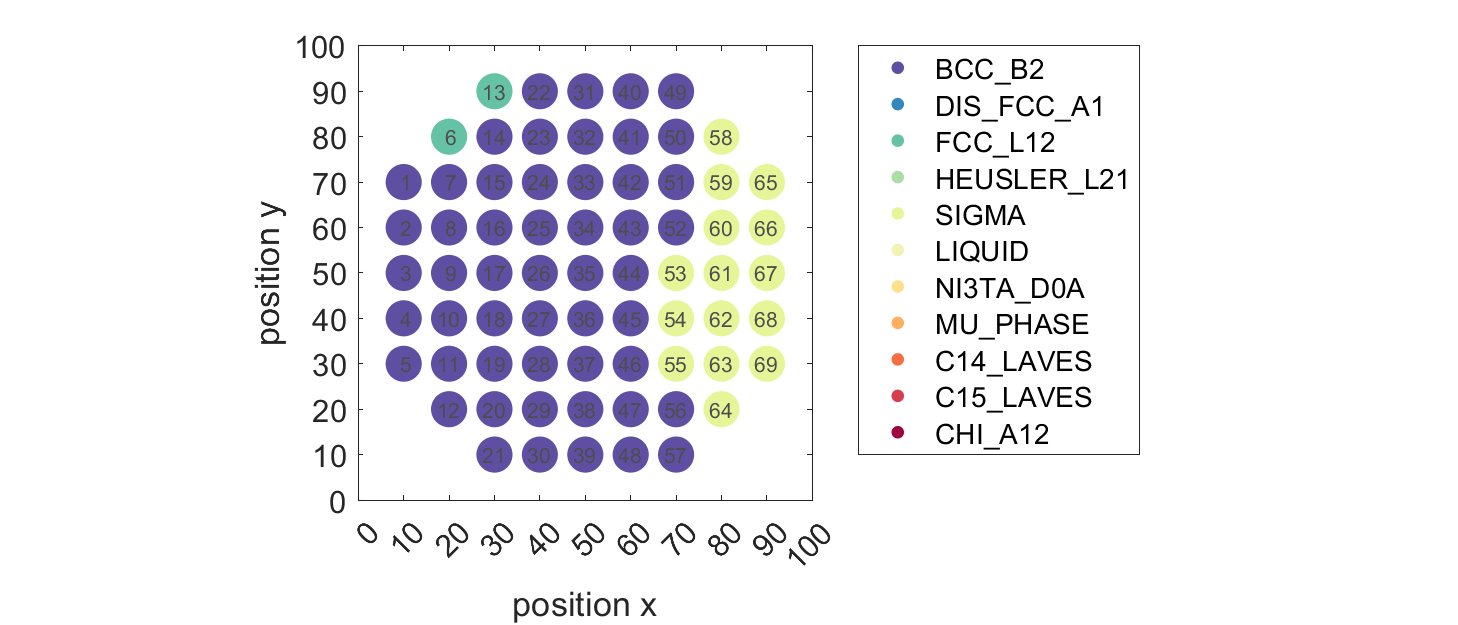 100
90
80
70
60
50
40
30
20
10
0
position y
13 22 31 40 49
6 14 23 32 41 50 58
1 7 15 24 33 42 51 59 65
2 8 16 25 34 43 52 60 66
3 9 17 26 35 44 53 61 67
4 10 18 27 36 45 54 62 68
5 11 19 28 37 46 55 63 69
12 20 29 38 47 56 64
21 30 39 48 57
0 10 20 30 40 50 60 70 80 90 100
position x
BCC_B2
DIS_FCC_A1
FCC_L12
HEUSLER_L21
SIGMA
LIQUID
NI3TA_D0A
MU_PHASE
C14_LAVES
C15_LAVES
CHI_A12